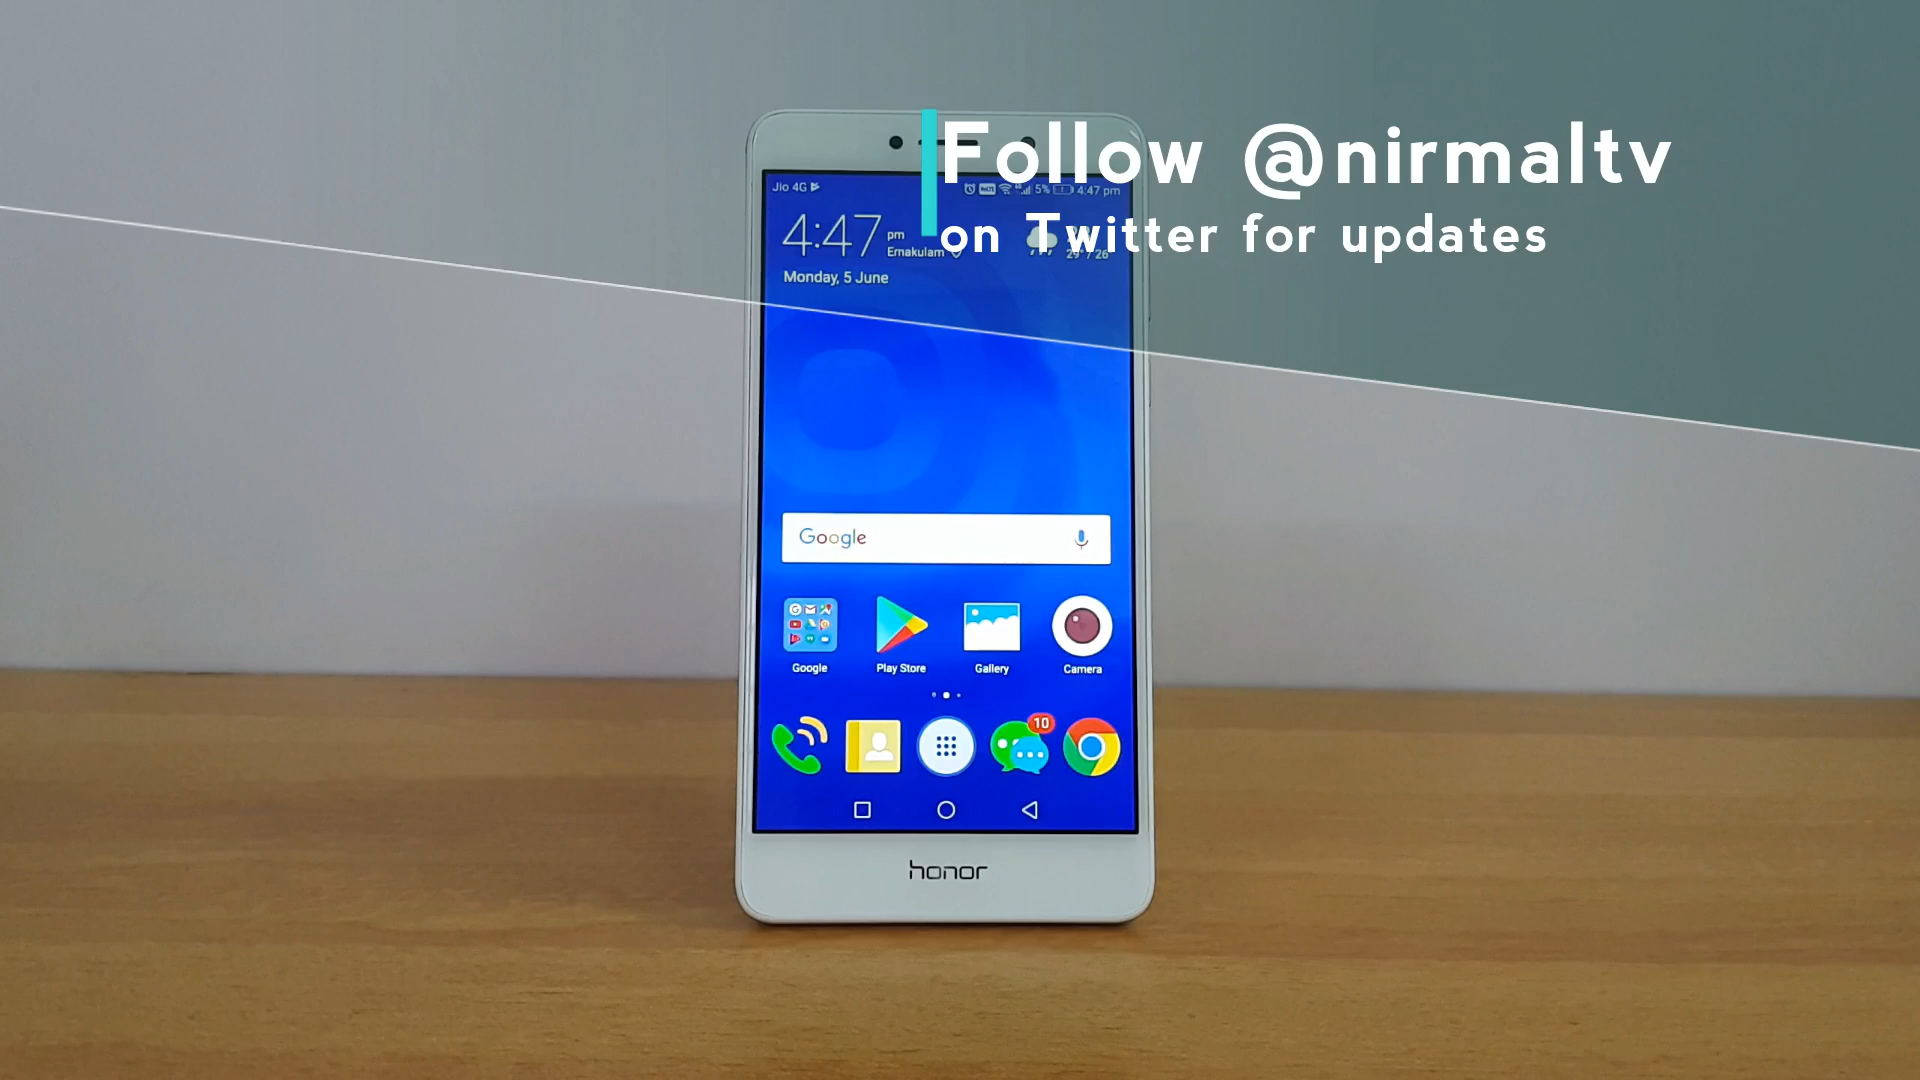 Follow @nirmaltv
on Twitter for updates
Jio 4G
5% 4:47 pm
4:47 pm
Ernakulam
Monday, 5 June
Google
Google Play Store Gallery Camera
10
honor